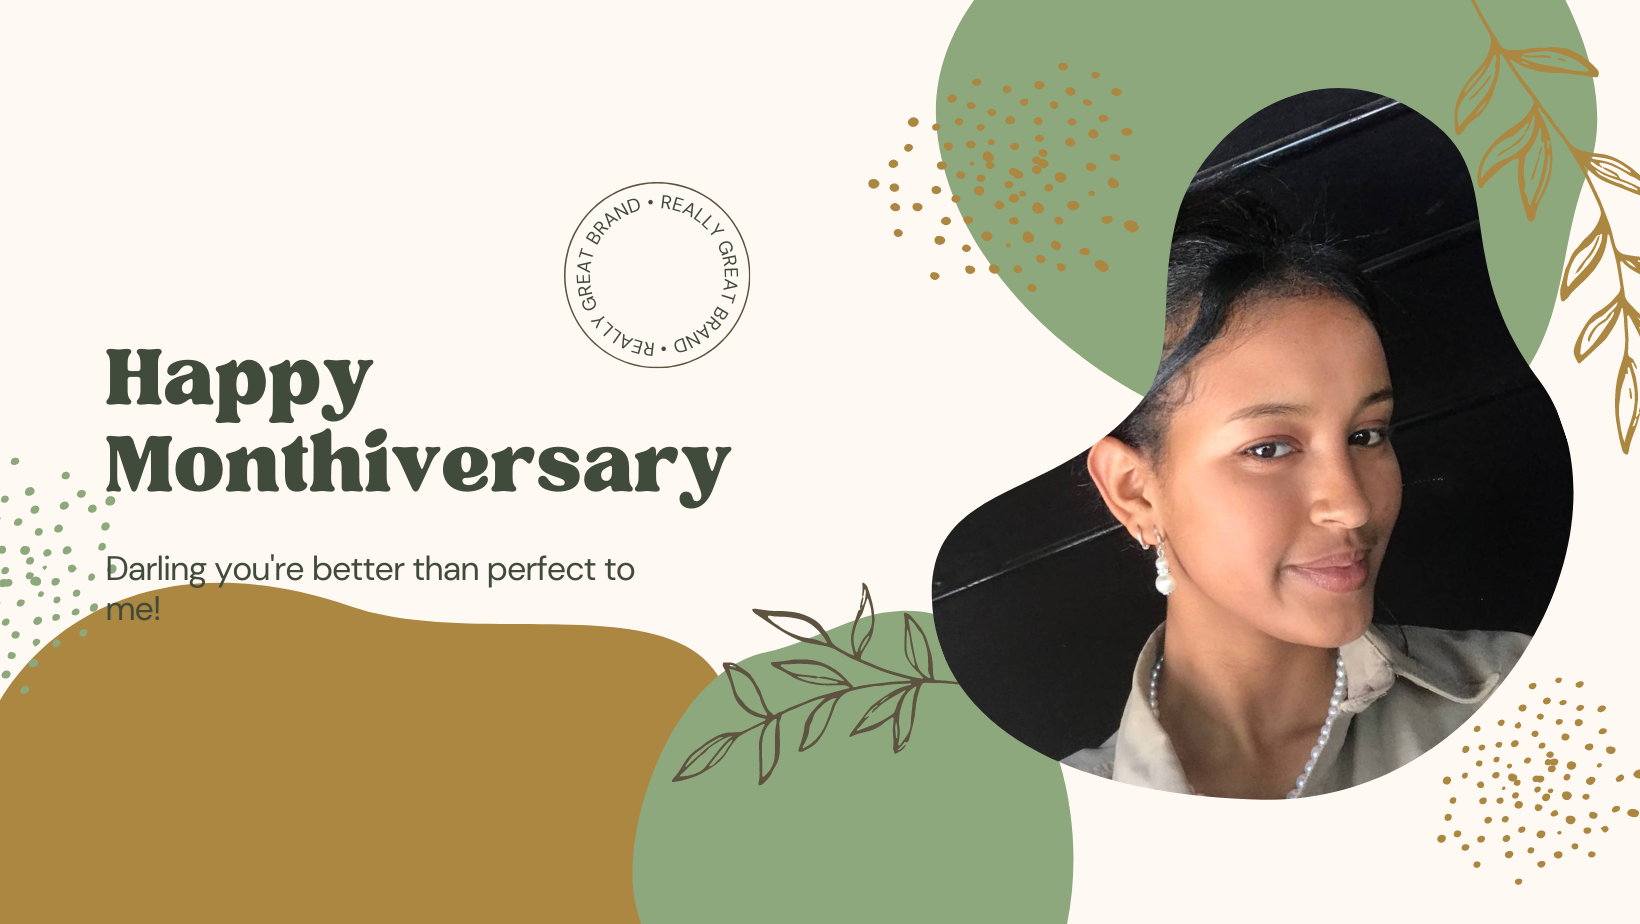 REALLY GREAT BRAND • REALLY GREAT BRAND •
Happy
Monthiversary
Darling you're better than perfect to
me!